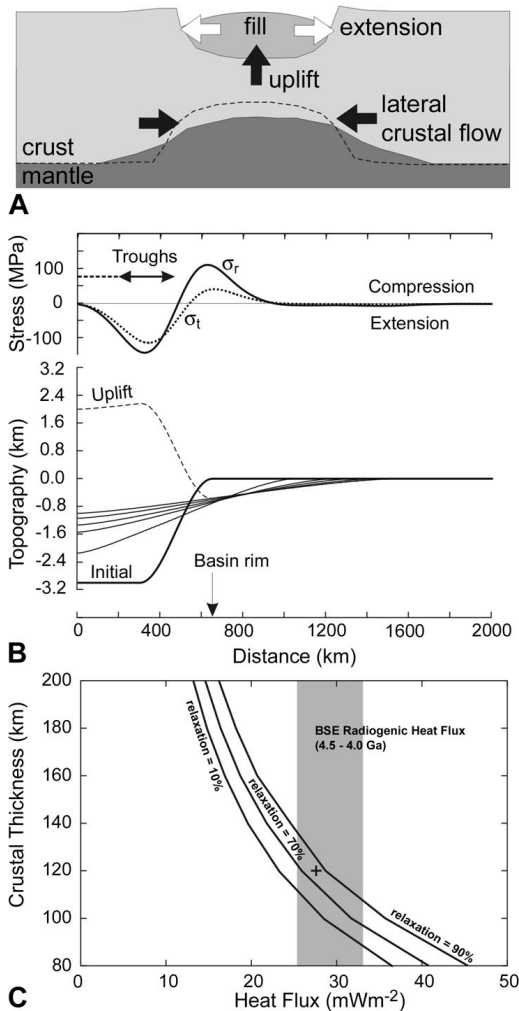 fill
extension
uplift
lateral
crustal flow
crust
mantle
A
Stress (MPa)
100
0
-100
Troughs
σr
σt
Compression
Extension
Topography (km)
3.2
2.4
1.6
0.0
-0.8
-1.6
-2.4
-3.2
Uplift
Initial
Basin rim
0 400 800 1200 1600 2000
Distance (km)
B
Crustal Thickness (km)
200
180
160
140
120
100
80
relaxation = 10%
relaxation = 70%
relaxation = 90%
BSE Radiogenic Heat Flux
(4.5 - 4.0 Ga)
0 10 20 30 40 50
Heat Flux (mWm-2)
C